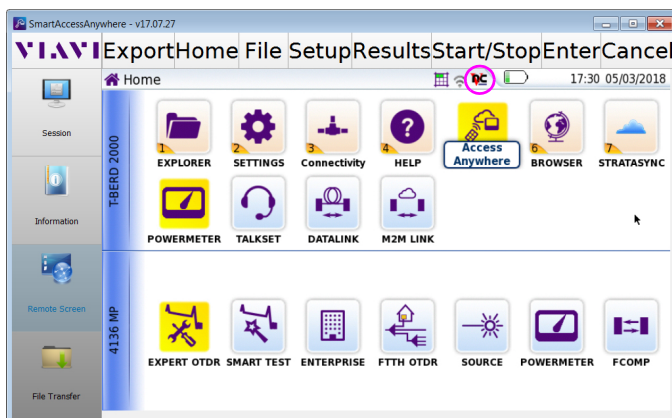 SmartAccessAnywhere - v17.07.27
VIAVI Export Home File Setup Results Start/Stop Enter Cancel
Home 17:30 05/03/2018
Session
Information
Remote Screen
File Transfer
T-BERD 2000
1 2 3 4 6 7
EXPLORER SETTINGS Connectivity HELP Access Anywhere BROWSER STRATASYNC
POWERMETER TALKSET DATALINK M2M LINK
4136 MP
EXPERT OTDR SMART TEST ENTERPRISE FTTH OTDR SOURCE POWERMETER FCOMP